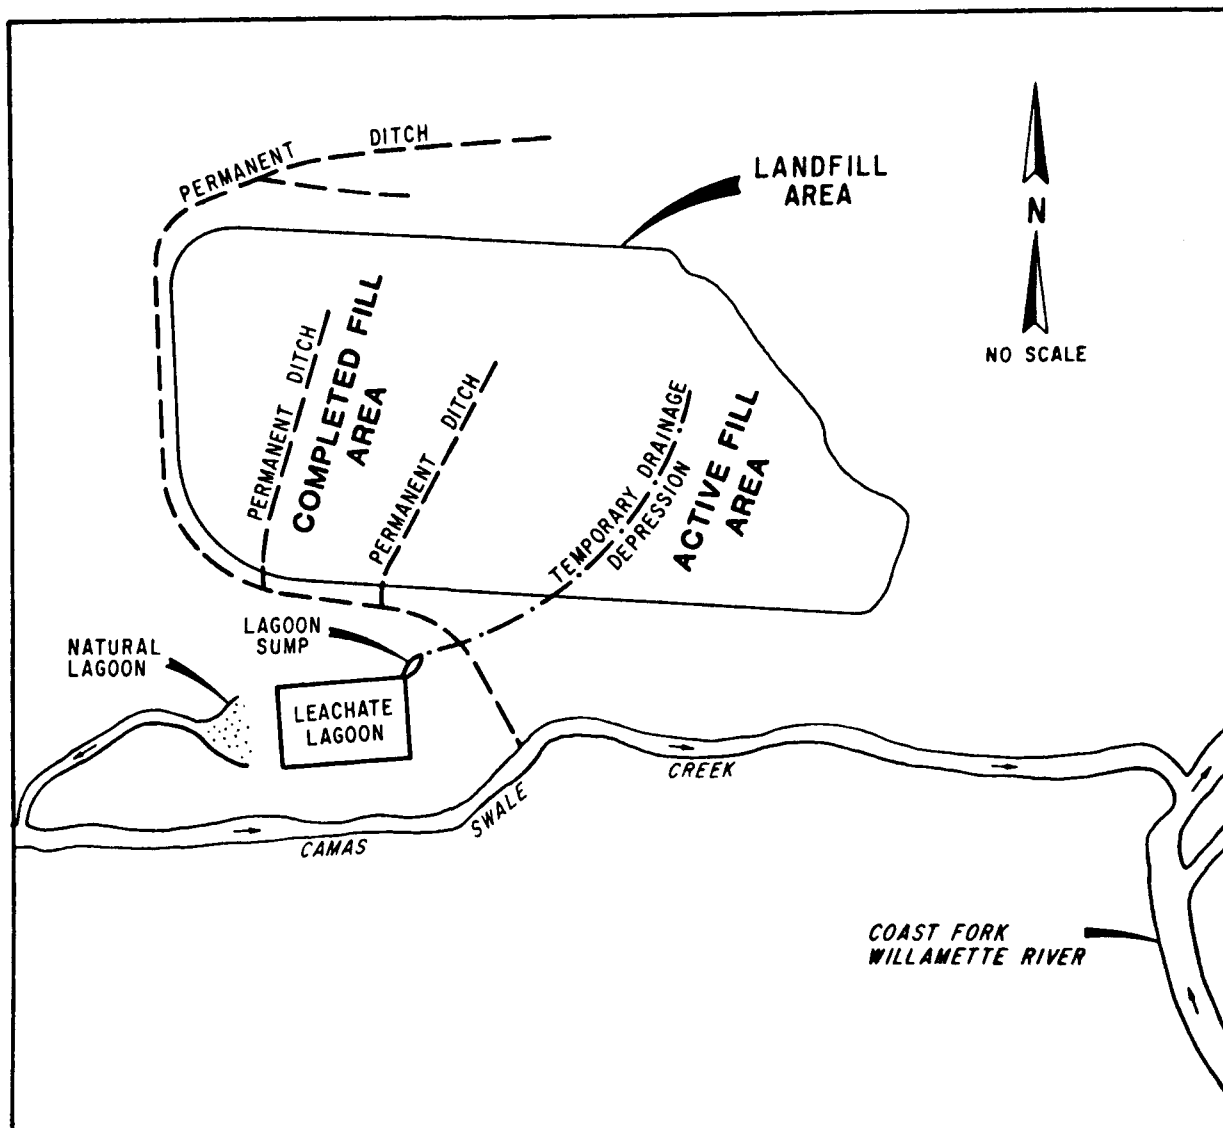 PERMANENT DITCH
LANDFILL
AREA
N
NO SCALE
PERMANENT DITCH
COMPLETED FILL
AREA
PERMANENT DITCH
TEMPORARY DRAINAGE
DEPRESSION
ACTIVE FILL
AREA
LAGOON
SUMP
NATURAL
LAGOON
LEACHATE
LAGOON
CAMAS SWALE CREEK
COAST FORK
WILLAMETTE RIVER